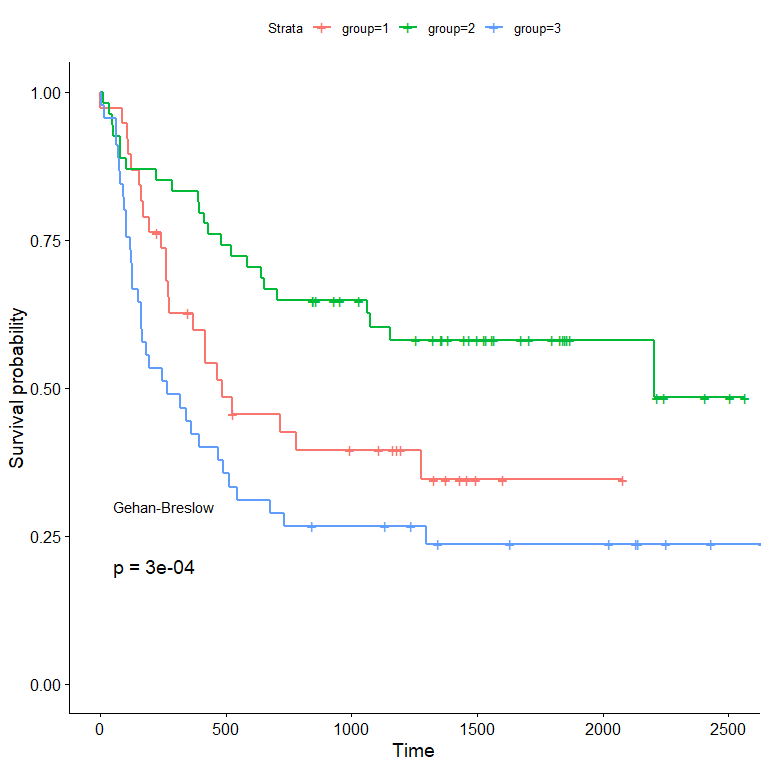 Strata group=1 group=2 group=3
1.00
0.75
0.50
0.25
0.00
Survival probability
Gehan-Breslow
p = 3e-04
0 500 1000 1500 2000 2500
Time